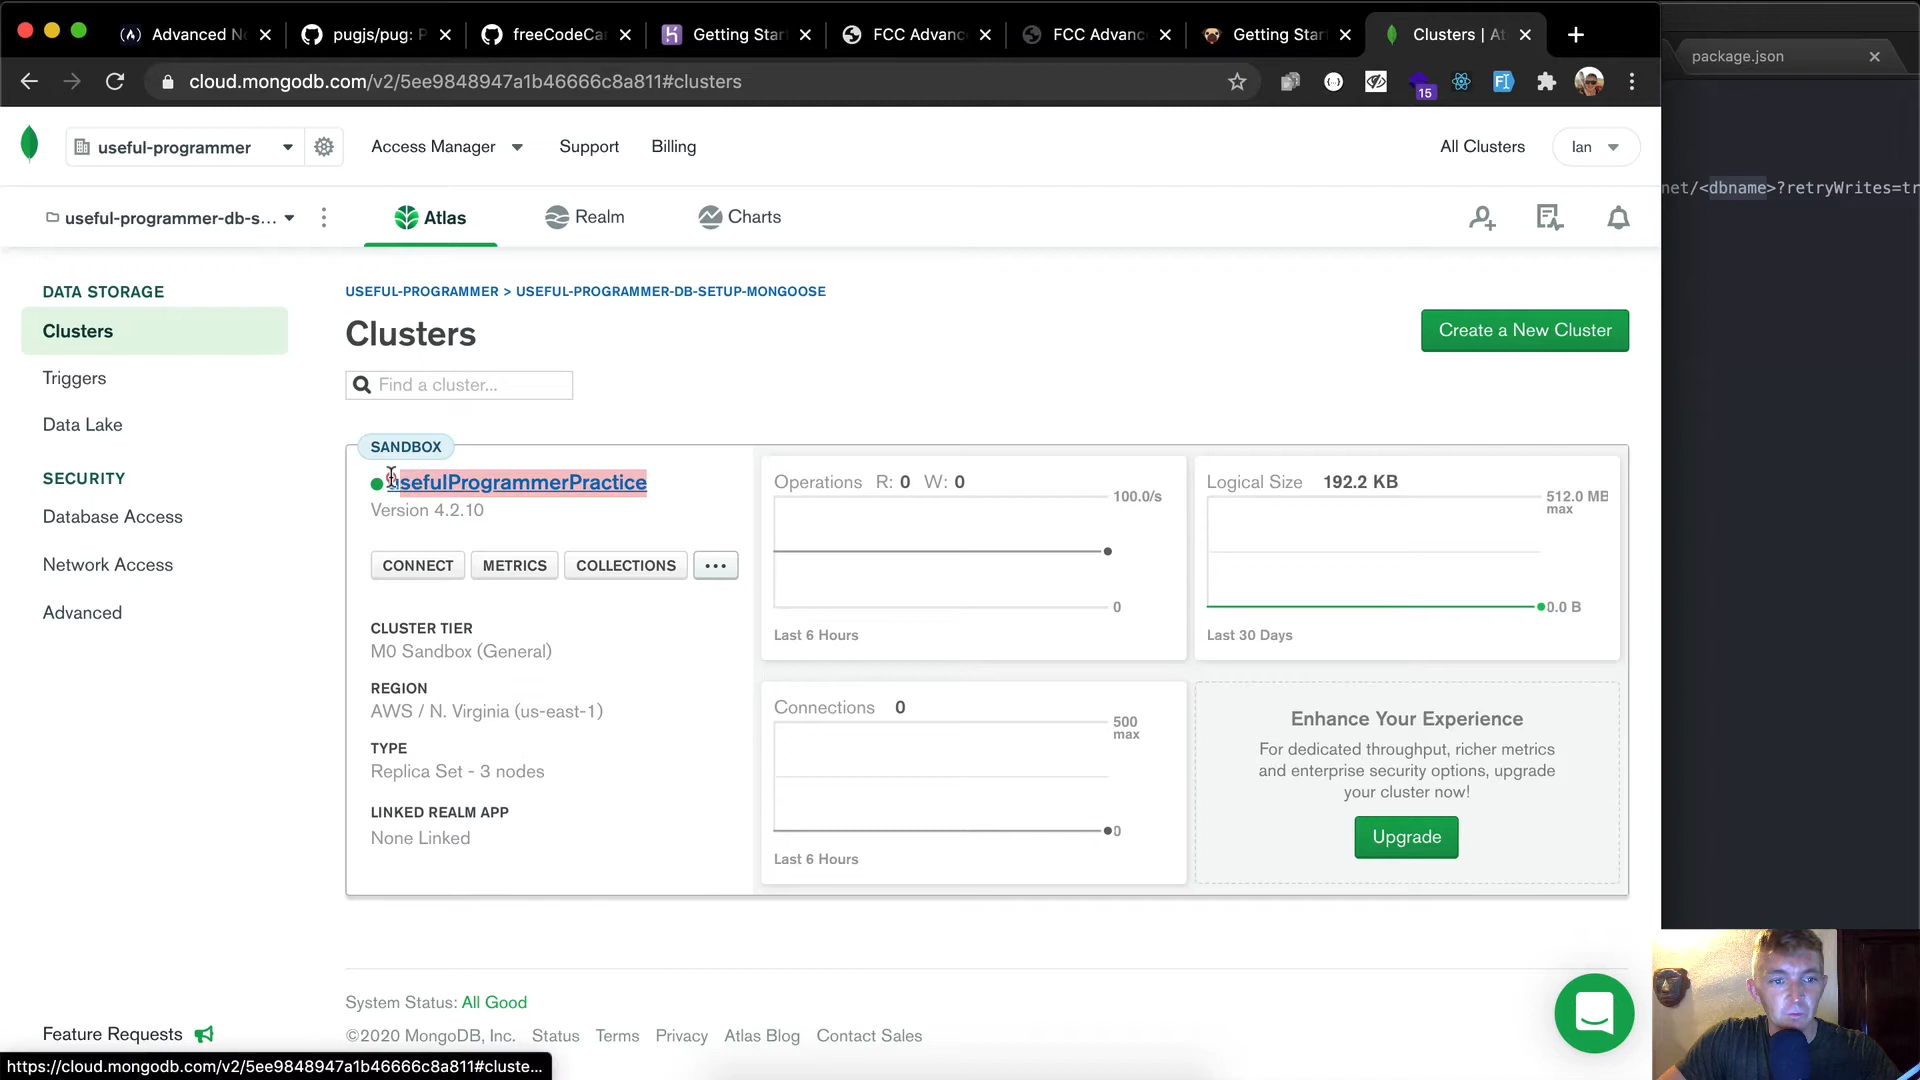 Advanced N
pugjs/pug: P
freeCodeCa
Getting Star
FCC Advanc
FCC Advanc
Getting Star
Clusters | At
package.json
cloud.mongodb.com/v2/5ee9848947a1b46666c8a811#clusters
15
useful-programmer
Access Manager
Support
Billing
All Clusters
Ian
net/<dbname>?retryWrites=tr
useful-programmer-db-s...
Atlas
Realm
Charts
DATA STORAGE
Clusters
Triggers
Data Lake
SECURITY
Database Access
Network Access
Advanced
USEFUL-PROGRAMMER > USEFUL-PROGRAMMER-DB-SETUP-MONGOOSE
Clusters
Create a New Cluster
Find a cluster...
SANDBOX
UsefulProgrammerPractice
Version 4.2.10
CONNECT
METRICS
COLLECTIONS
...
CLUSTER TIER
M0 Sandbox (General)
REGION
AWS / N. Virginia (us-east-1)
TYPE
Replica Set - 3 nodes
LINKED REALM APP
None Linked
Operations R: 0 W: 0
100.0/s
0
Last 6 Hours
Logical Size 192.2 KB
512.0 MB
max
0.0 B
Last 30 Days
Connections 0
500
max
0
Last 6 Hours
Enhance Your Experience
For dedicated throughput, richer metrics
and enterprise security options, upgrade
your cluster now!
Upgrade
System Status: All Good
©2020 MongoDB, Inc. Status Terms Privacy Atlas Blog Contact Sales
Feature Requests
https://cloud.mongodb.com/v2/5ee9848947a1b46666c8a811#cluste...